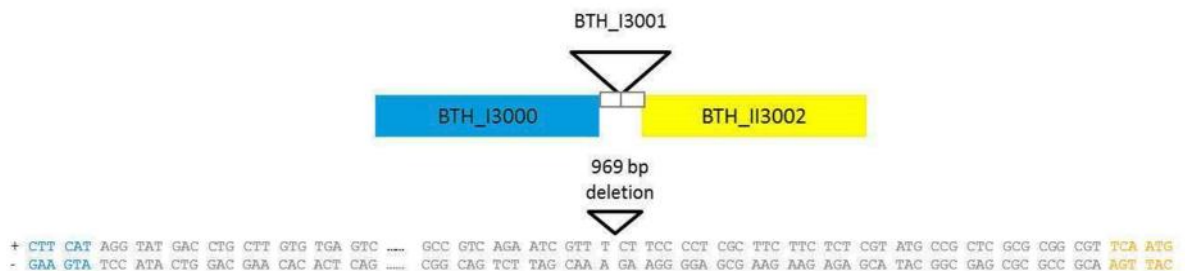 BTH_I3001
BTH_I3000 BTH_II3002
969 bp
deletion
+ CTT CAT AGG TAT GAC CTG CTT GTG TGA GTC ...... GCC GTC AGA ATC GTT T CT TCC CCT CGC TTC TTC TCT CGT ATG CCG CTC GCG CGG CGT TCA ATG
- GAA GTA TCC ATA CTG GAC GAA CAC ACT CAG ...... CGG CAG TCT TAG CAA A GA AGG GGA GCG AAG AAG AGA GCA TAC GGC GAG CGC GCC GCA AGT TAC